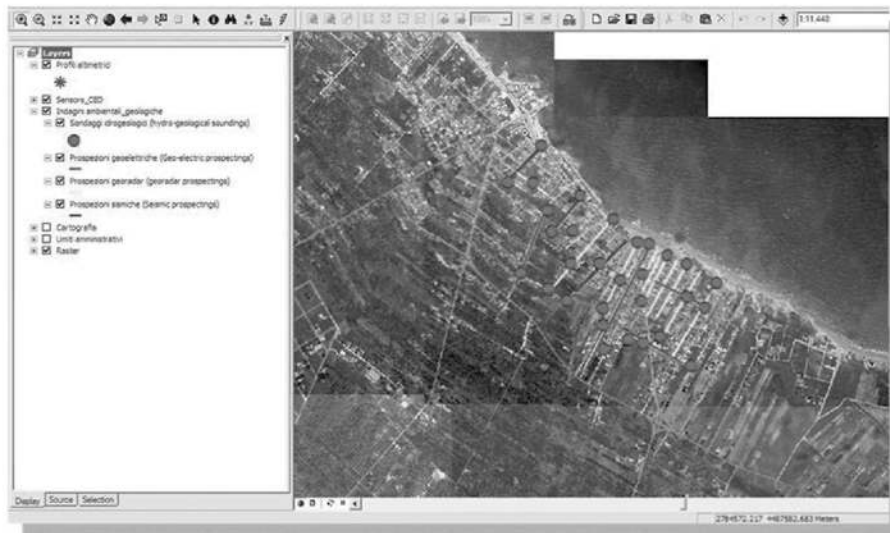 1:11,440
Layers
Profili altimetrici
Sensors_CBD
Indagini ambientali_geologiche
Sondaggi idrogeologici (hydro-geological soundings)
Prospezioni geoelettriche (Geo-electric prospectings)
Prospezioni georadar (georadar prospectings)
Prospezioni sismiche (Seismic prospectings)
Cartografia
Limiti amministrativi
Raster
Display Source Selection
2784572.217 4487582.683 Meters